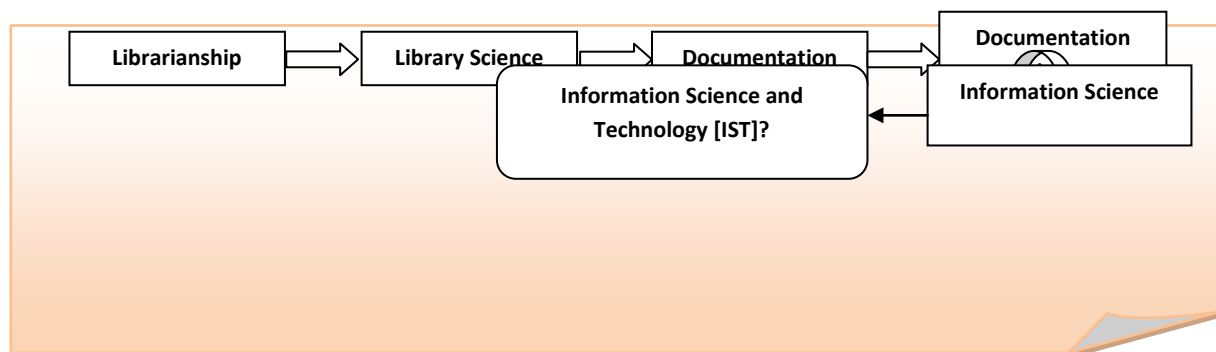 Librarianship
Library Science
Documentation
Documentation
Information Science
Information Science and
Technology [IST]?